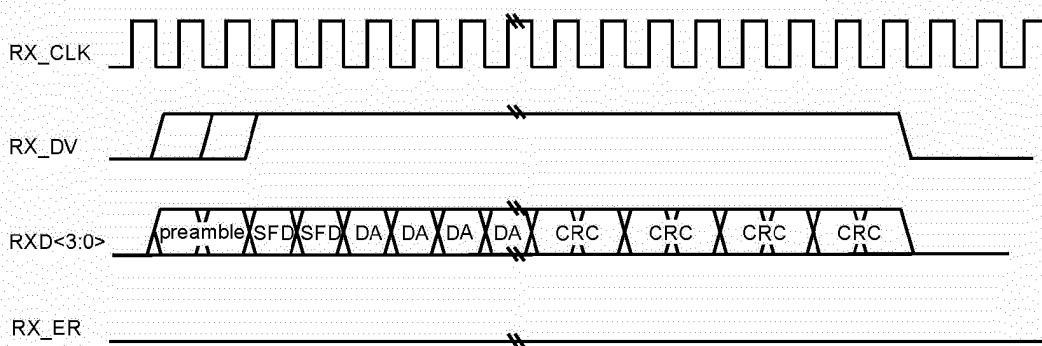 RX_CLK
RX_DV
RXD<3:0> preamble SFD SFD DA DA DA DA CRC CRC CRC CRC
RX_ER